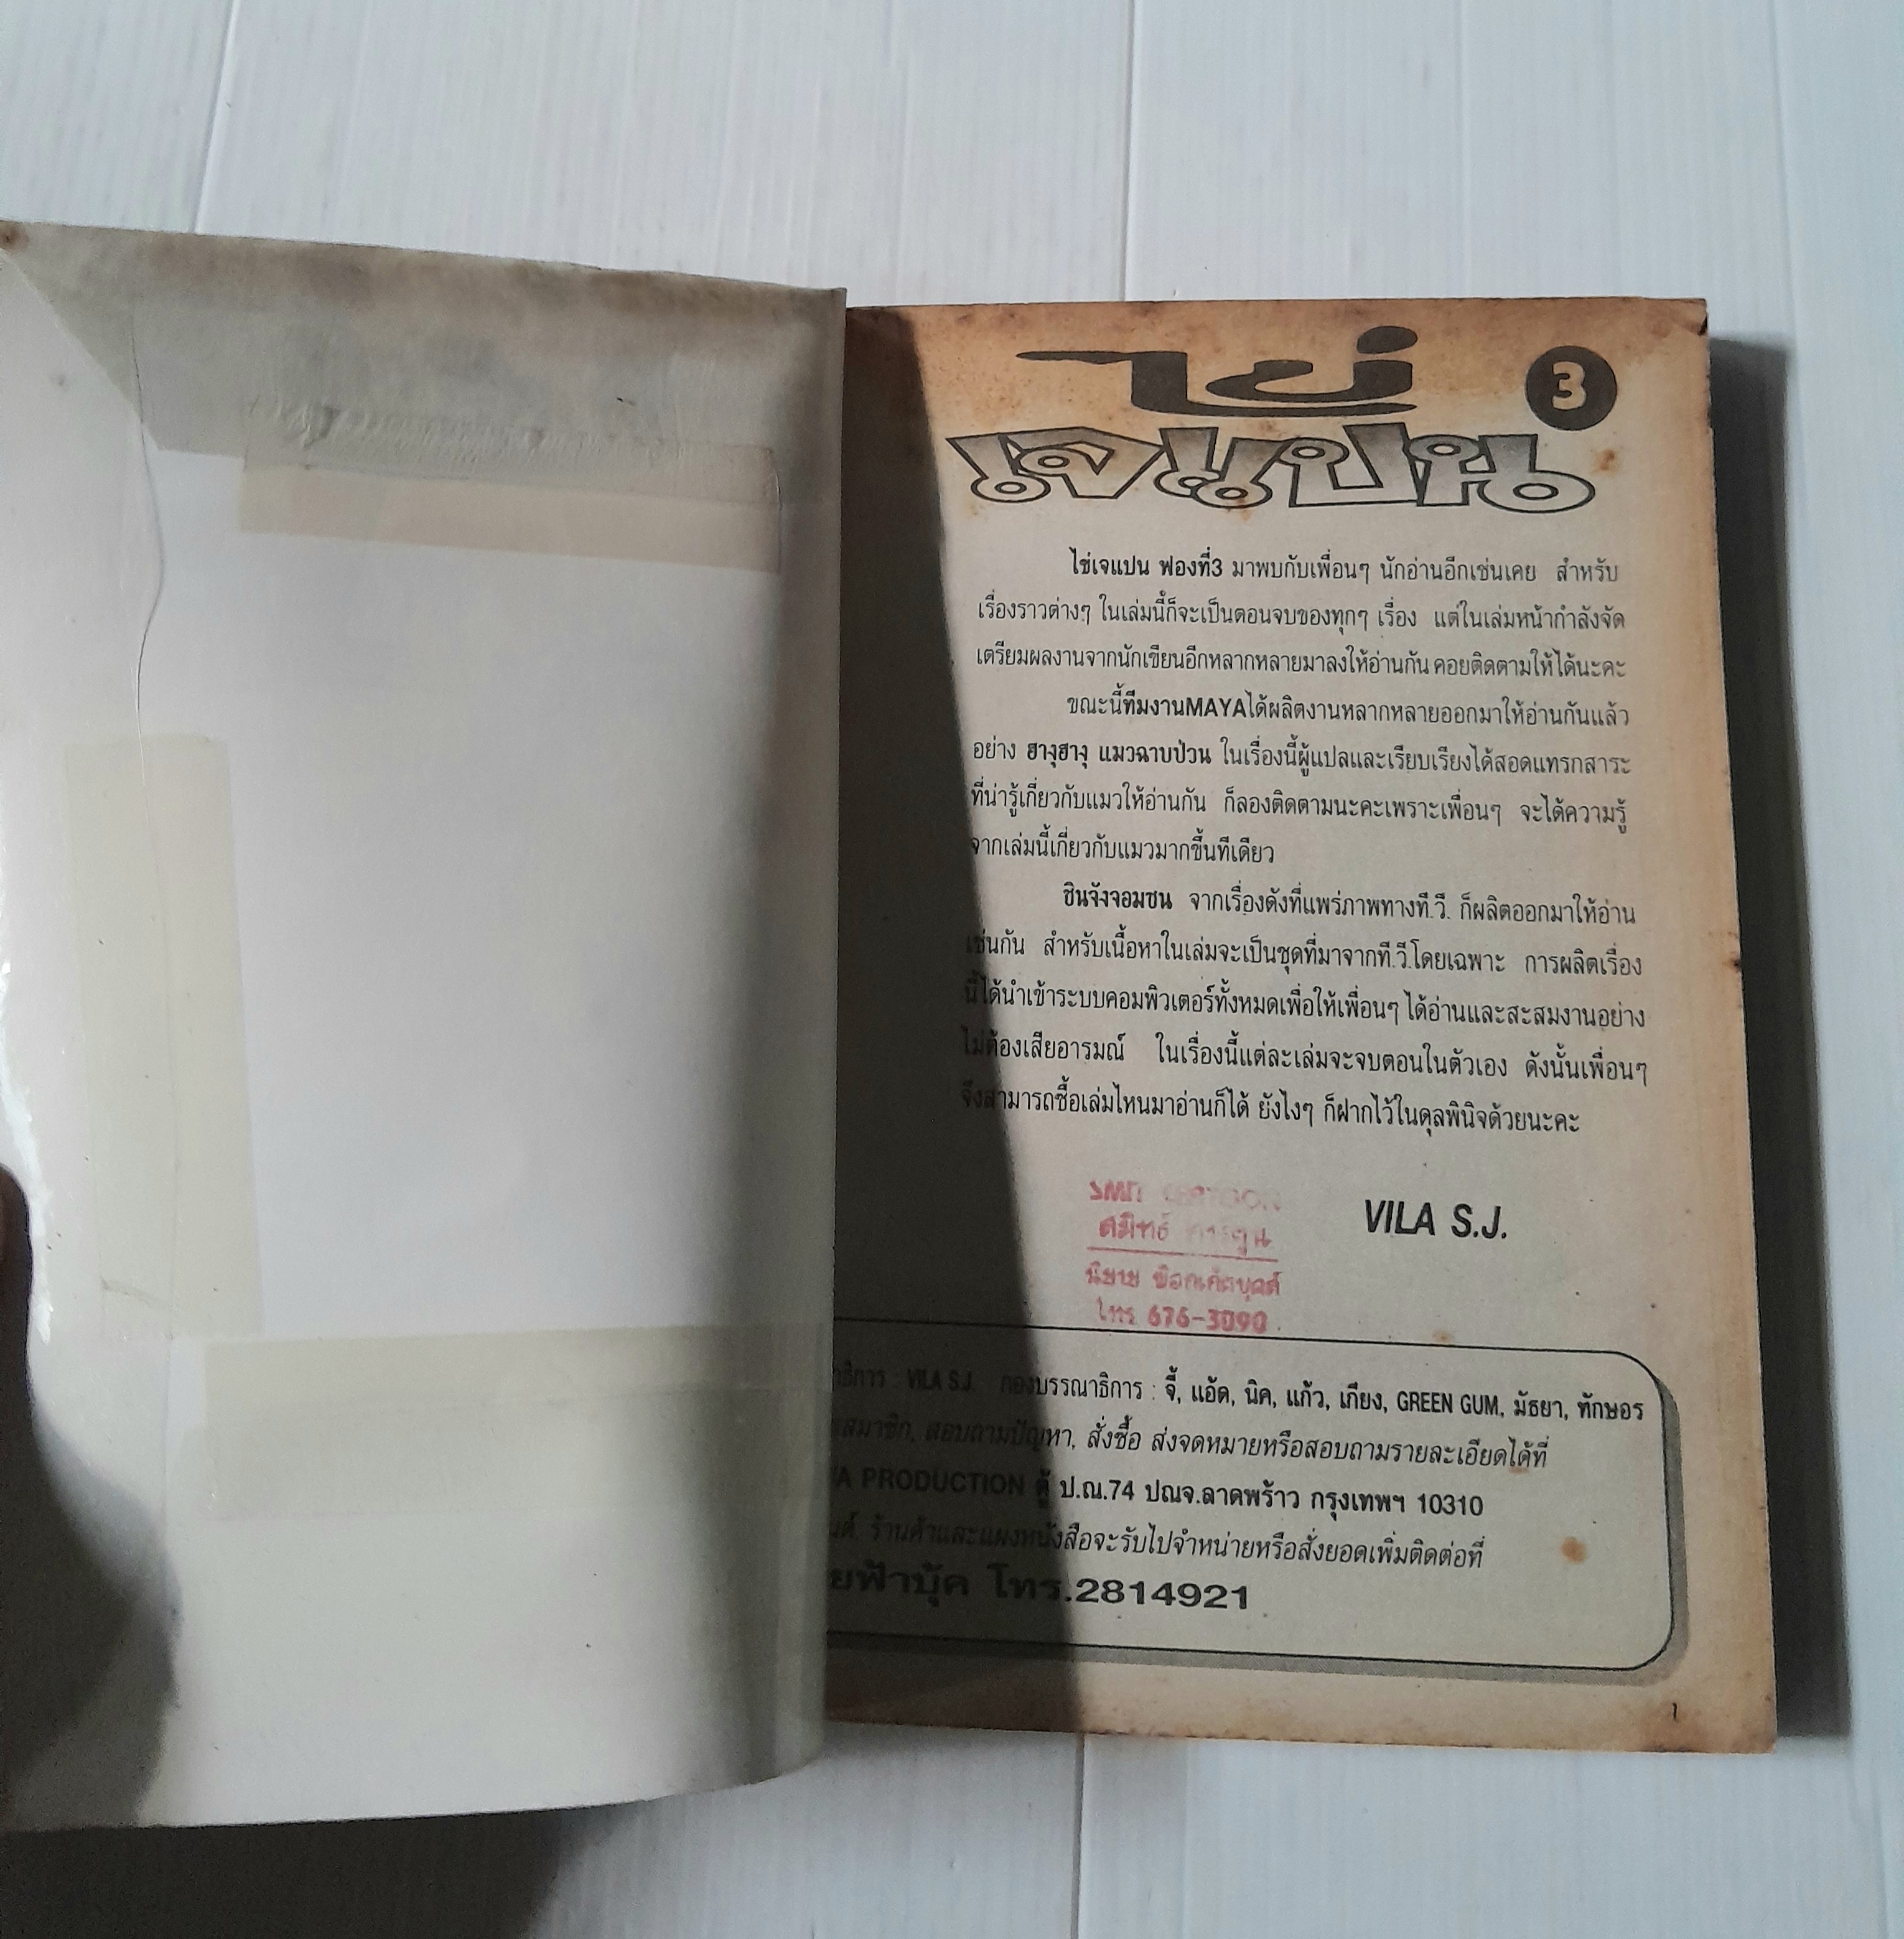 ไข่
3
เจแปน
ไข่เจแปน ฟองที่3 มาพบกับเพื่อนๆ นักอ่านอีกเช่นเคย สำหรับ
เรื่องราวต่างๆ ในเล่มนี้ก็จะเป็นตอนจบของทุกๆ เรื่อง แต่ในเล่มหน้ากำลังจัด
เตรียมผลงานจากนักเขียนอีกหลากหลายมาลงให้อ่านกัน คอยติดตามให้ได้นะคะ
ขณะนี้ทีมงานMAYAได้ผลิตงานหลากหลายออกมาให้อ่านกันแล้ว
อย่าง ฮางุฮางุ แมวฉาบป่วน ในเรื่องนี้ผู้แปลและเรียบเรียงได้สอดแทรกสาระ
ที่น่ารู้เกี่ยวกับแมวให้อ่านกัน ก็ลองติดตามนะคะเพราะเพื่อนๆ จะได้ความรู้
จากเล่มนี้เกี่ยวกับแมวมากขึ้นทีเดียว
ชินจังจอมซน จากเรื่องดังที่แพร่ภาพทางที.วี. ก็ผลิตออกมาให้อ่าน
เช่นกัน สำหรับเนื้อหาในเล่มจะเป็นชุดที่มาจากที.วี.โดยเฉพาะ การผลิตเรื่อง
นี้ได้นำเข้าระบบคอมพิวเตอร์ทั้งหมดเพื่อให้เพื่อนๆ ได้อ่านและสะสมงานอย่าง
ไม่ต้องเสียอารมณ์ ในเรื่องนี้แต่ละเล่มจะจบตอนในตัวเอง ดังนั้นเพื่อนๆ
จึงสามารถซื้อเล่มไหนมาอ่านก็ได้ ยังไงๆ ก็ฝากไว้ในดุลพินิจด้วยนะคะ
VILA S.J.
SMIT CARTOON
สมิทธ์ การ์ตูน
นิยาย พ๊อกเก็ตบุคส์
โทร 676-3090
ธิการ : VILA S.J. กองบรรณาธิการ : จี้, แอ๊ด, นิค, แก้ว, เกียง, GREEN GUM, มัธยา, ทักษอร
สมาชิก, สอบถามปัญหา, สั่งซื้อ ส่งจดหมายหรือสอบถามรายละเอียดได้ที่
A PRODUCTION ตู้ ป.ณ.74 ปณจ.ลาดพร้าว กรุงเทพฯ 10310
ร้านค้าและแผงหนังสือจะรับไปจำหน่ายหรือสั่งยอดเพิ่มติดต่อที่
ยฟ้าบุ้ค โทร.2814921
1